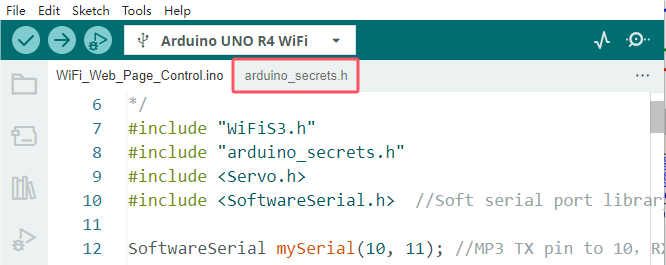 File Edit Sketch Tools Help
Arduino UNO R4 WiFi
WiFi_Web_Page_Control.ino arduino_secrets.h ...
6 */
7 #include "WiFiS3.h"
8 #include "arduino_secrets.h"
9 #include <Servo.h>
10 #include <SoftwareSerial.h> //Soft serial port librar
11
12 SoftwareSerial mySerial(10, 11); //MP3 TX pin to 10, RX